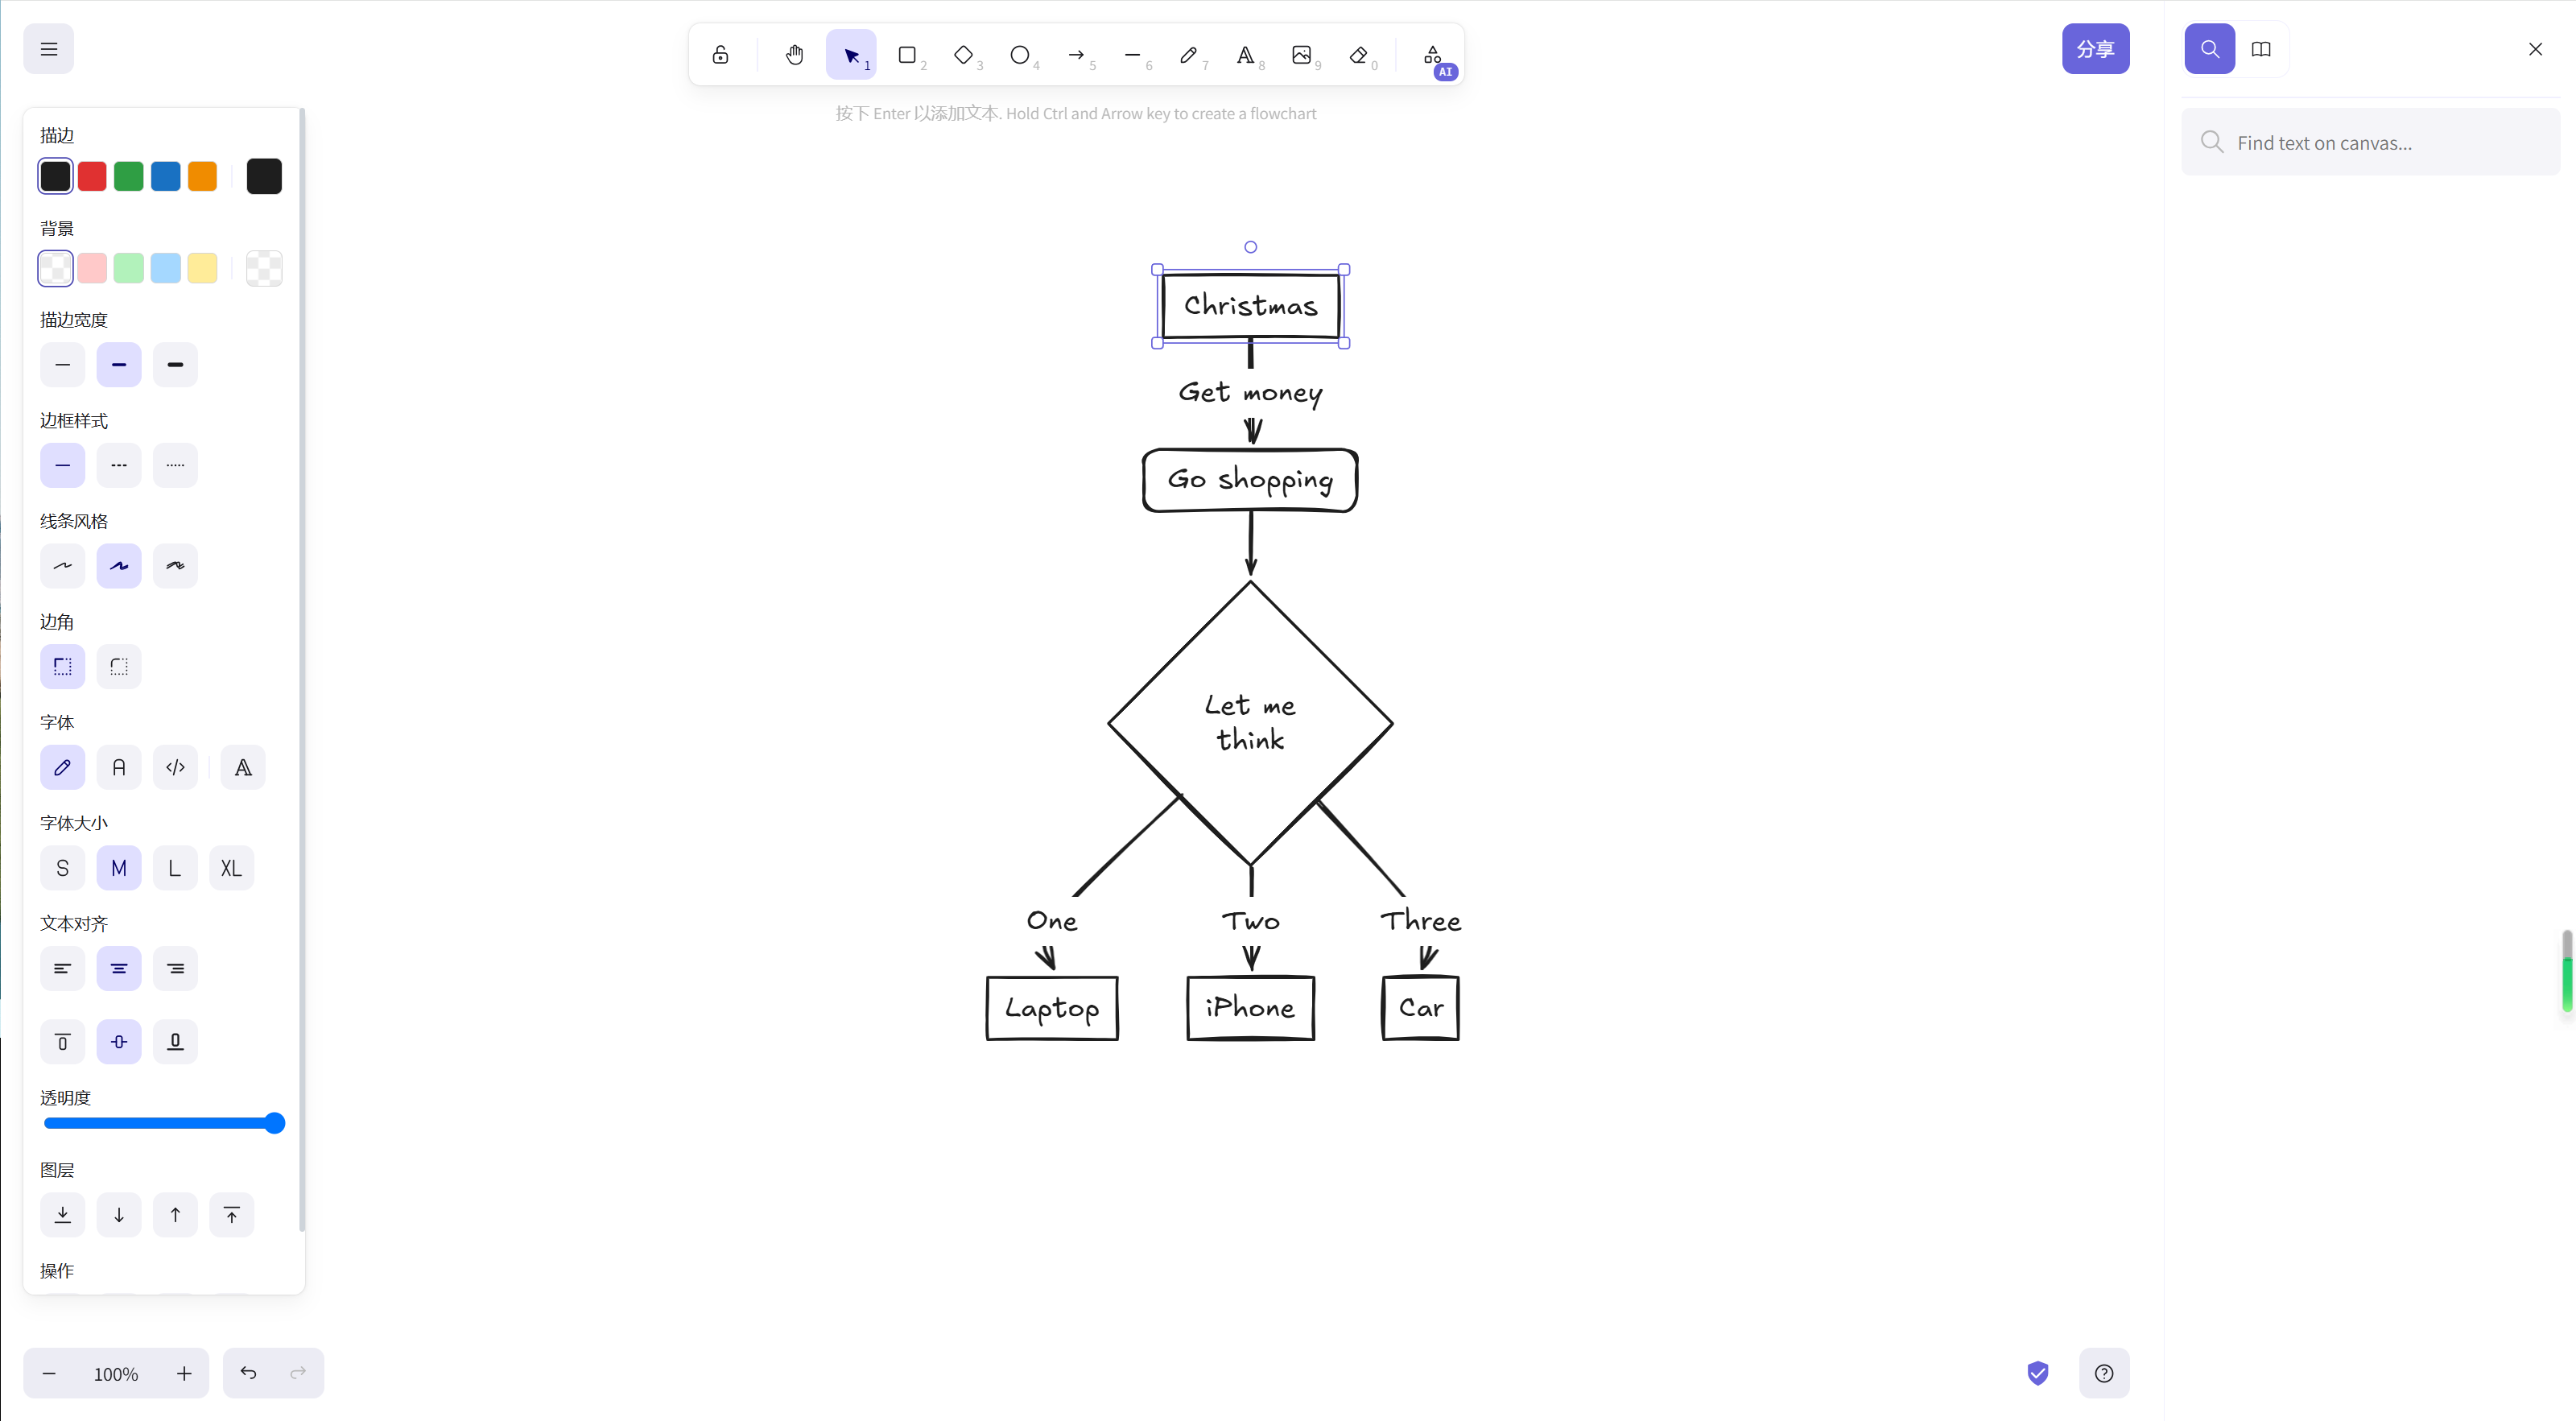 1
2
3
4
5
6
7
8
9
0
AI
分享
按下 Enter 以添加文本. Hold Ctrl and Arrow key to create a flowchart
Find text on canvas...
描边
背景
描边宽度
边框样式
线条风格
边角
字体
字体大小
S
M
L
XL
文本对齐
透明度
图层
操作
100%
Christmas
Get money
Go shopping
Let me
think
One
Two
Three
Laptop
iPhone
Car